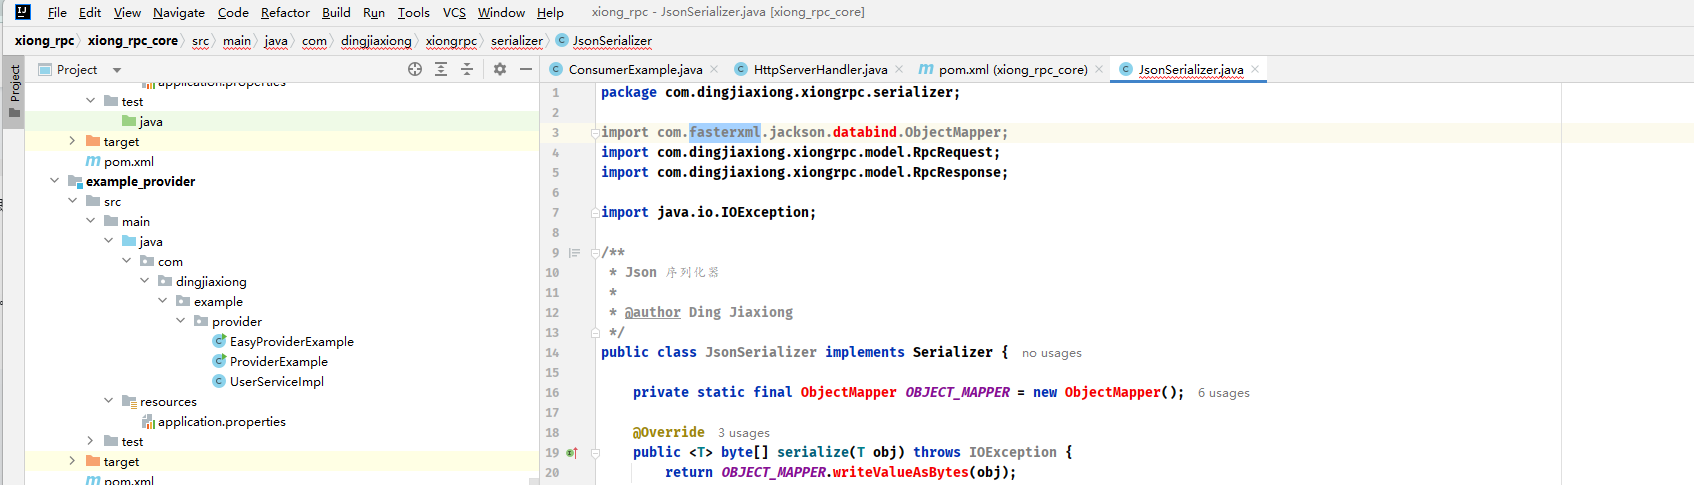 File Edit View Navigate Code Refactor Build Run Tools VCS Window Help xiong_rpc - JsonSerializer.java [xiong_rpc_core]
xiong_rpc xiong_rpc_core src main java com dingjiaxiong xiongrpc serializer JsonSerializer
Project
Project
application.properties
test
java
target
pom.xml
example_provider
src
main
java
com
dingjiaxiong
example
provider
EasyProviderExample
ProviderExample
UserServiceImpl
resources
application.properties
test
target
pom.xml
ConsumerExample.java HttpServerHandler.java pom.xml (xiong_rpc_core) JsonSerializer.java
1 package com.dingjiaxiong.xiongrpc.serializer;
2
3 import com.fasterxml.jackson.databind.ObjectMapper;
4 import com.dingjiaxiong.xiongrpc.model.RpcRequest;
5 import com.dingjiaxiong.xiongrpc.model.RpcResponse;
6
7 import java.io.IOException;
8
9 /**
10 * Json 序列化器
11 *
12 * @author Ding Jiaxiong
13 */
14 public class JsonSerializer implements Serializer { no usages
15
16 private static final ObjectMapper OBJECT_MAPPER = new ObjectMapper(); 6 usages
17
18 @Override 3 usages
19 public <T> byte[] serialize(T obj) throws IOException {
20 return OBJECT_MAPPER.writeValueAsBytes(obj);